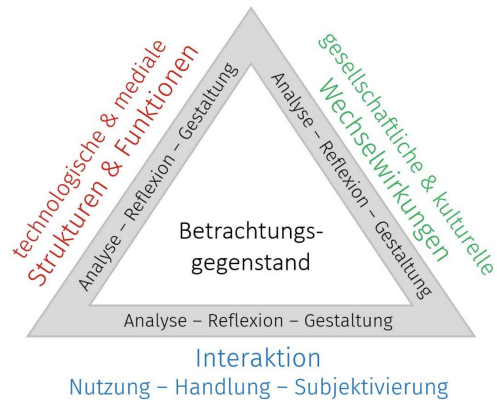 technologische & mediale
Strukturen & Funktionen
Analyse – Reflexion – Gestaltung
gesellschaftliche & kulturelle
Wechselwirkungen
Analyse – Reflexion – Gestaltung
Betrachtungs-
gegenstand
Analyse – Reflexion – Gestaltung
Interaktion
Nutzung – Handlung – Subjektivierung